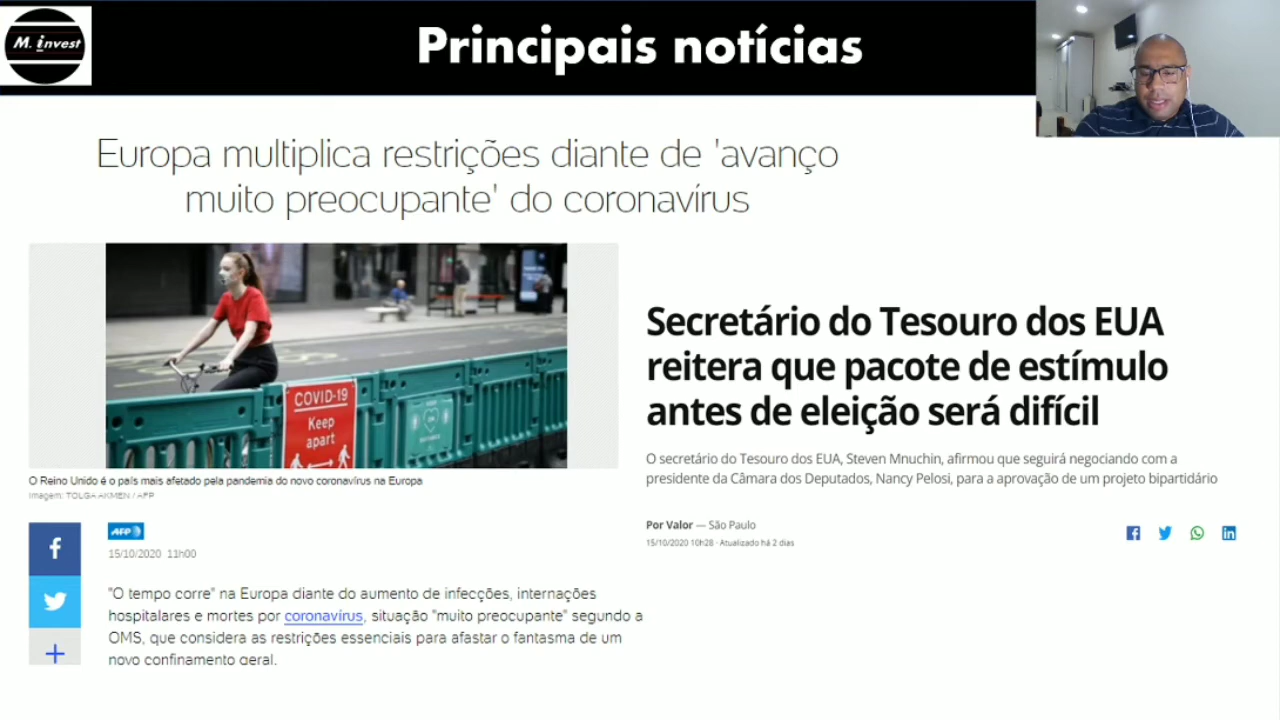 M. invest
Principais notícias
Europa multiplica restrições diante de 'avanço
muito preocupante' do coronavírus
COVID-19
Keep
apart
O Reino Unido é o país mais afetado pela pandemia do novo coronavírus na Europa
Imagem: TOLGA AKMEN / AFP
AFP
15/10/2020 11h00
"O tempo corre" na Europa diante do aumento de infecções, internações
hospitalares e mortes por coronavírus, situação "muito preocupante" segundo a
OMS, que considera as restrições essenciais para afastar o fantasma de um
novo confinamento geral.
Secretário do Tesouro dos EUA
reitera que pacote de estímulo
antes de eleição será difícil
O secretário do Tesouro dos EUA, Steven Mnuchin, afirmou que seguirá negociando com a
presidente da Câmara dos Deputados, Nancy Pelosi, para a aprovação de um projeto bipartidário
Por Valor — São Paulo
15/10/2020 10h28 · Atualizado há 2 dias